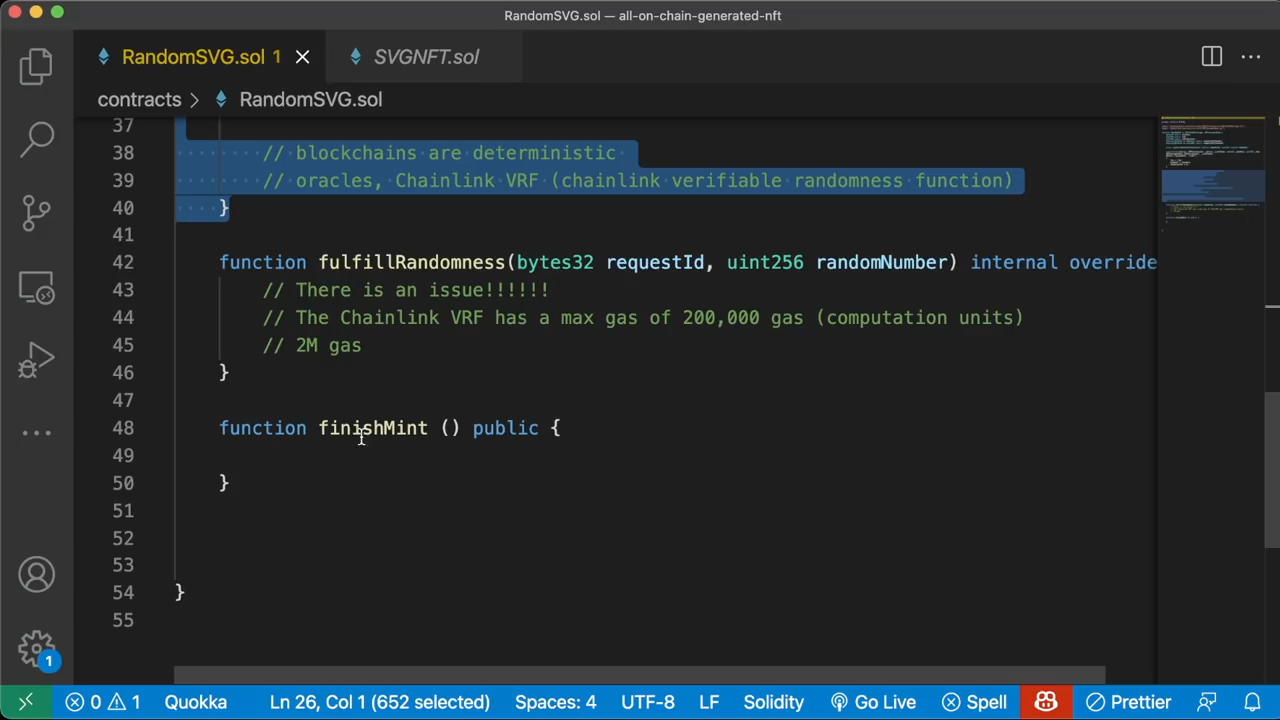 RandomSVG.sol — all-on-chain-generated-nft
RandomSVG.sol 1
SVGNFT.sol
contracts > RandomSVG.sol
37
38 // blockchains are deterministic
39 // oracles, Chainlink VRF (chainlink verifiable randomness function)
40 }
41
42 function fulfillRandomness(bytes32 requestId, uint256 randomNumber) internal override
43 // There is an issue!!!!!!
44 // The Chainlink VRF has a max gas of 200,000 gas (computation units)
45 // 2M gas
46 }
47
48 function finishMint () public {
49
50 }
51
52
53
54 }
55
1
0 1 Quokka Ln 26, Col 1 (652 selected) Spaces: 4 UTF-8 LF Solidity Go Live Spell Prettier